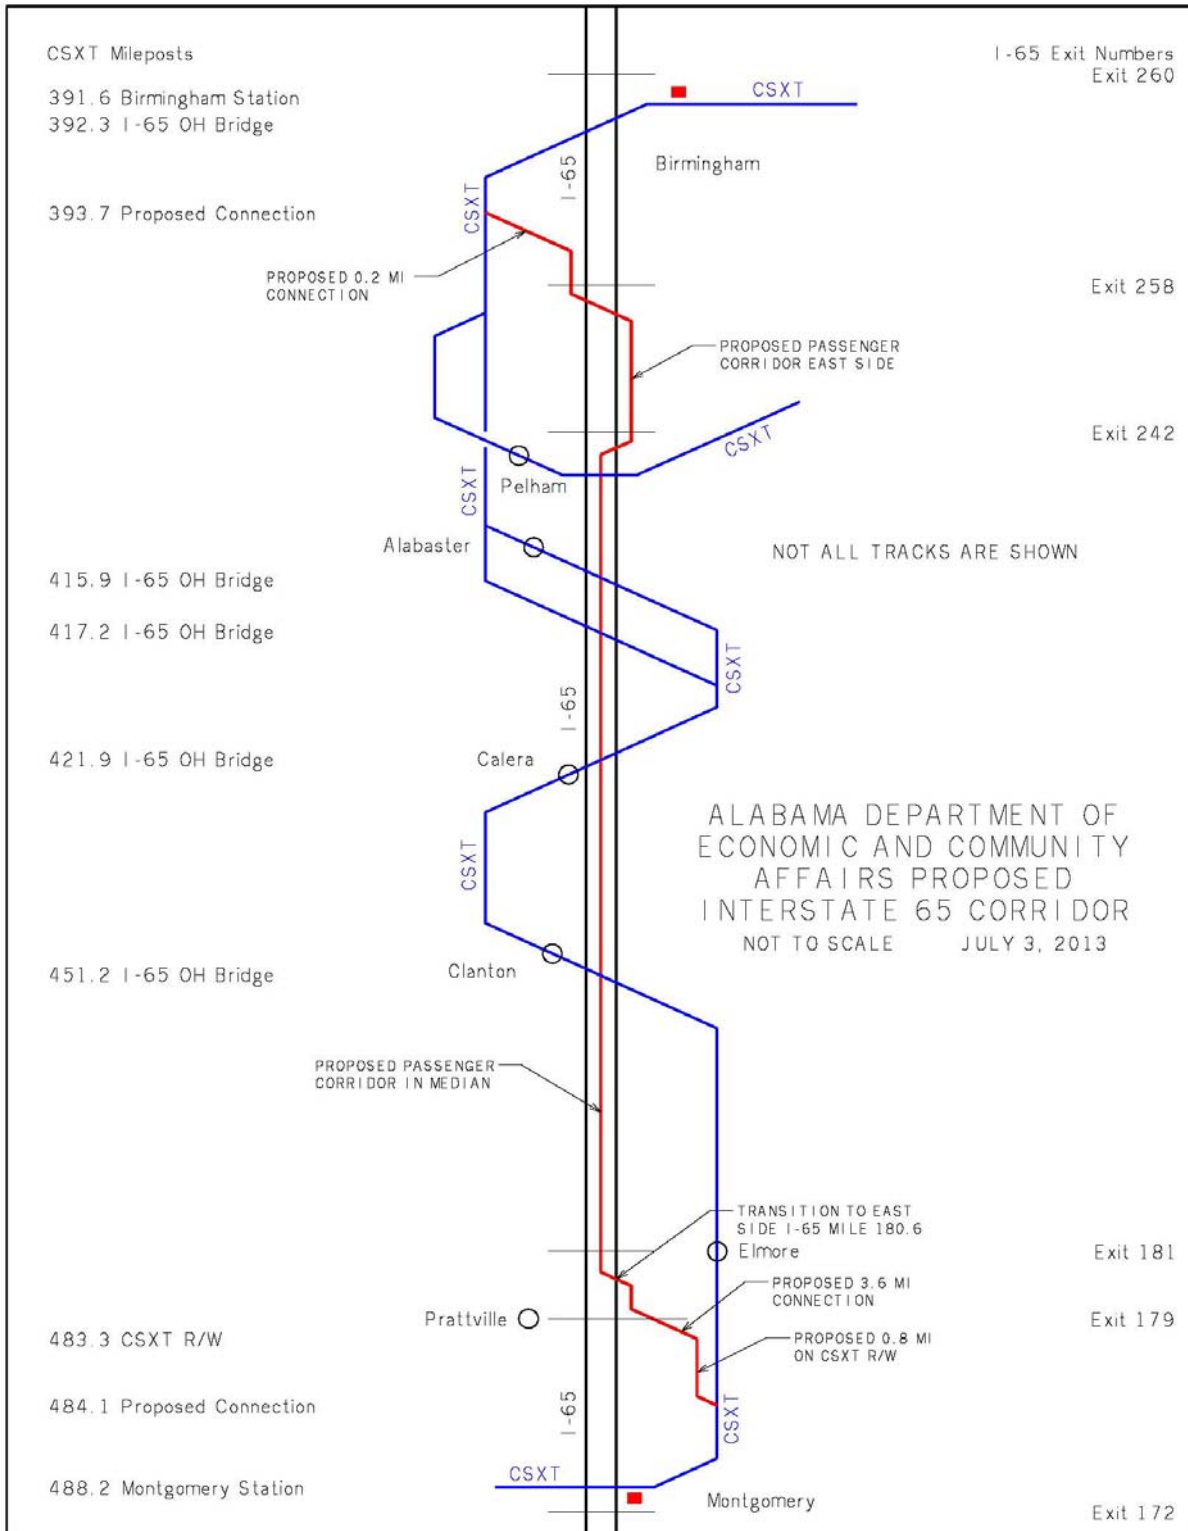 CSXT Mileposts
I-65 Exit Numbers
Exit 260
391.6 Birmingham Station
CSXT
392.3 I-65 OH Bridge
Birmingham
I-65
CSXT
393.7 Proposed Connection
PROPOSED 0.2 MI
CONNECTION
Exit 258
PROPOSED PASSENGER
CORRIDOR EAST SIDE
Exit 242
CSXT
CSXT
Pelham
Alabaster
NOT ALL TRACKS ARE SHOWN
415.9 I-65 OH Bridge
417.2 I-65 OH Bridge
CSXT
I-65
Calera
421.9 I-65 OH Bridge
ALABAMA DEPARTMENT OF
ECONOMIC AND COMMUNITY
AFFAIRS PROPOSED
INTERSTATE 65 CORRIDOR
NOT TO SCALE JULY 3, 2013
CSXT
Clanton
451.2 I-65 OH Bridge
PROPOSED PASSENGER
CORRIDOR IN MEDIAN
TRANSITION TO EAST
SIDE I-65 MILE 180.6
Elmore
Exit 181
PROPOSED 3.6 MI
CONNECTION
Prattville
Exit 179
483.3 CSXT R/W
PROPOSED 0.8 MI
ON CSXT R/W
484.1 Proposed Connection
I-65
CSXT
CSXT
488.2 Montgomery Station
Montgomery
Exit 172